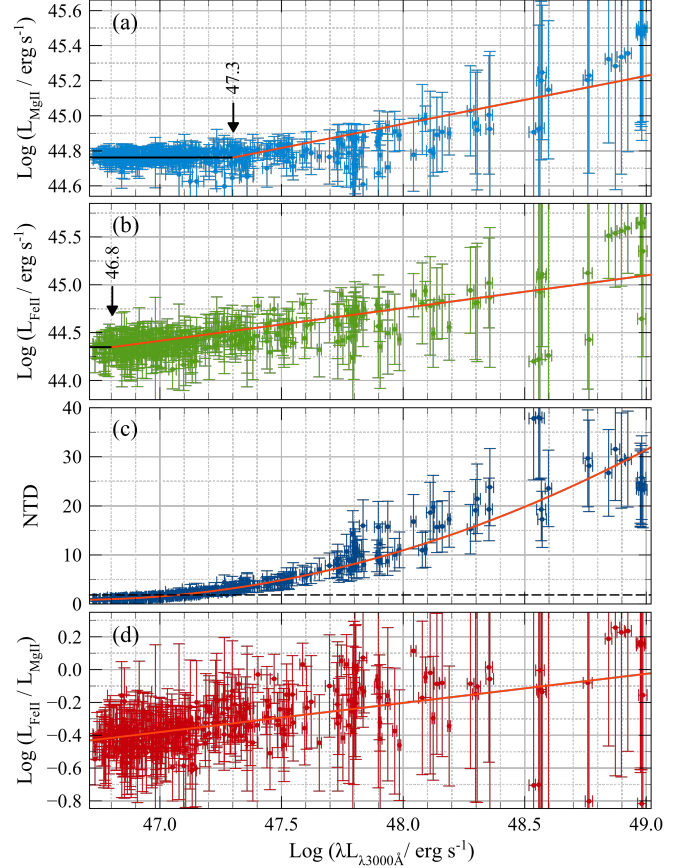 45.6
45.4
45.2
45.0
44.8
44.6
Log (L_MgII / erg s⁻¹)
(a)
47.3
45.5
45.0
44.5
44.0
Log (L_FeII / erg s⁻¹)
(b)
46.8
40
30
20
10
0
NTD
(c)
0.2
0.0
−0.2
−0.4
−0.6
−0.8
Log (L_FeII / L_MgII)
(d)
47.0 47.5 48.0 48.5 49.0
Log (λL_λ3000Å/ erg s⁻¹)